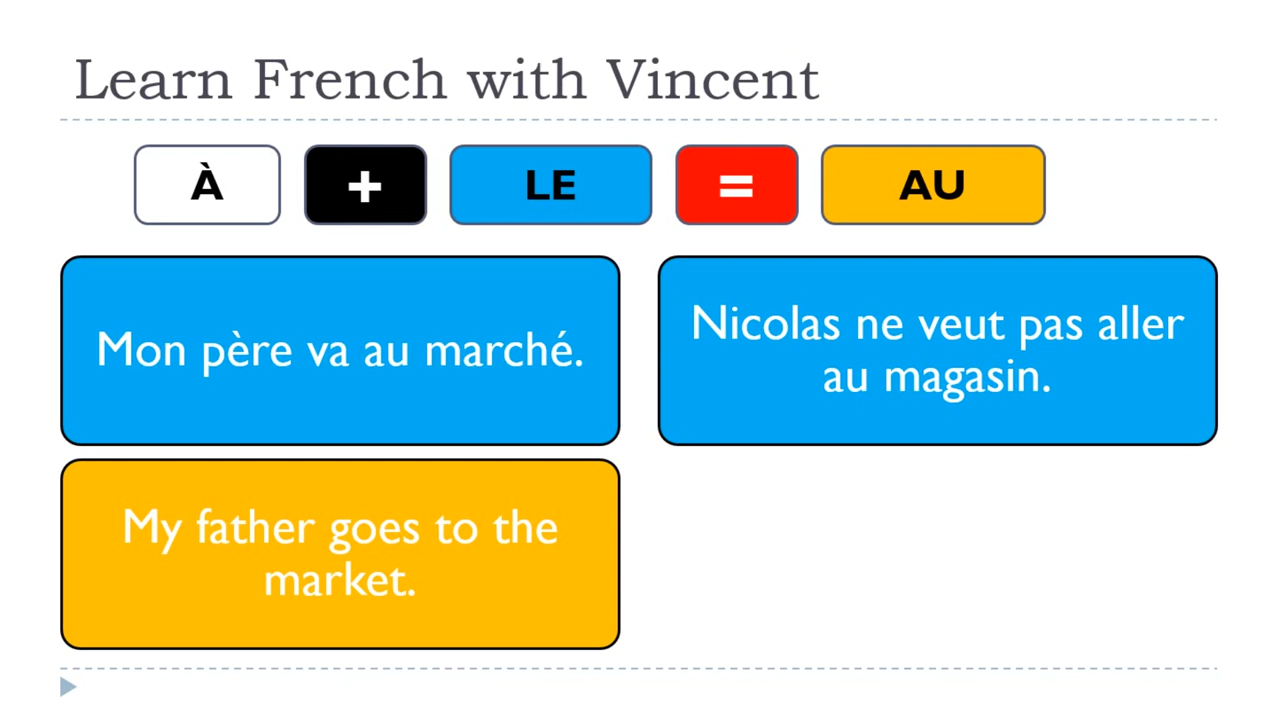 Learn French with Vincent
À + LE = AU
Mon père va au marché.
Nicolas ne veut pas aller
au magasin.
My father goes to the
market.